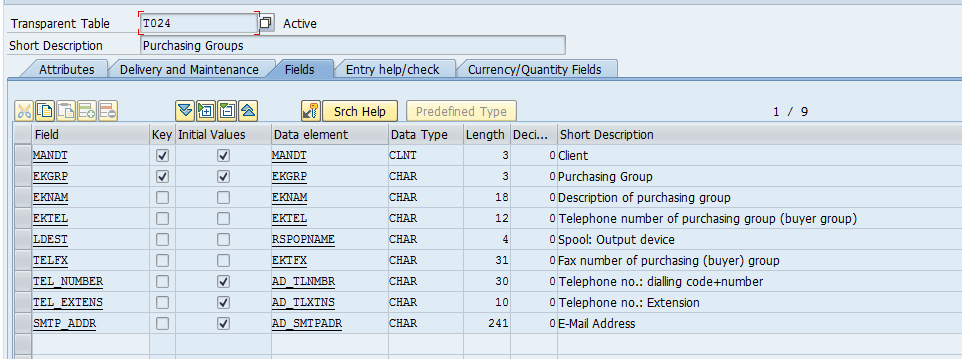 Transparent Table T024 Active
Short Description Purchasing Groups
Attributes Delivery and Maintenance Fields Entry help/check Currency/Quantity Fields
Srch Help Predefined Type 1 / 9
Field Key Initial Values Data element Data Type Length Deci... Short Description
MANDT MANDT CLNT 3 0 Client
EKGRP EKGRP CHAR 3 0 Purchasing Group
EKNAM EKNAM CHAR 18 0 Description of purchasing group
EKTEL EKTEL CHAR 12 0 Telephone number of purchasing group (buyer group)
LDEST RSPOPNAME CHAR 4 0 Spool: Output device
TELFX EKTFX CHAR 31 0 Fax number of purchasing (buyer) group
TEL_NUMBER AD_TLNMBR CHAR 30 0 Telephone no.: dialling code+number
TEL_EXTENS AD_TLXTNS CHAR 10 0 Telephone no.: Extension
SMTP_ADDR AD_SMTPADR CHAR 241 0 E-Mail Address